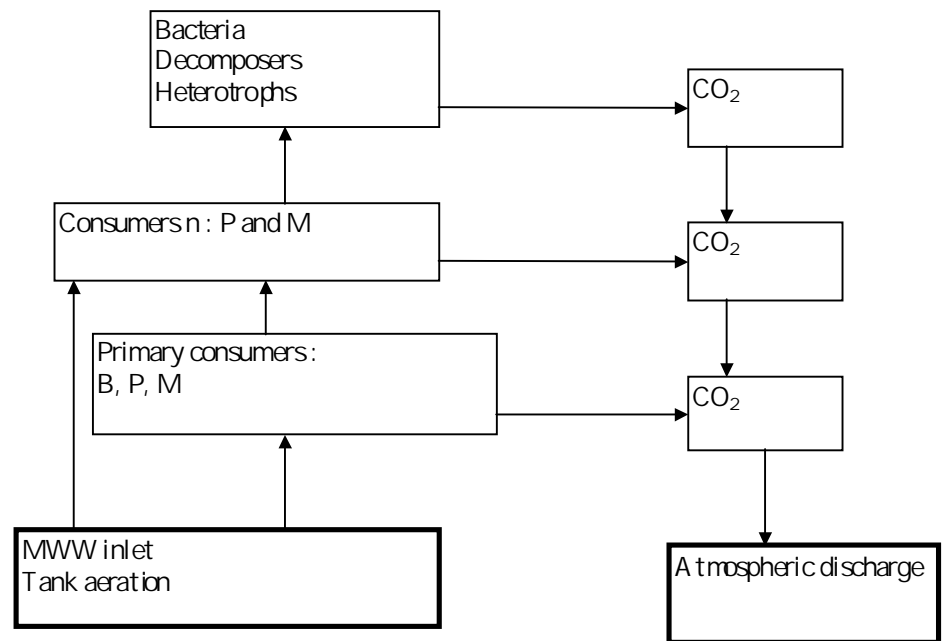 Bacteria
Decomposers
Heterotrophs
CO₂
Consumers n : P and M
CO₂
Primary consumers :
B, P, M
CO₂
MWW inlet
Tank aeration
Atmospheric discharge